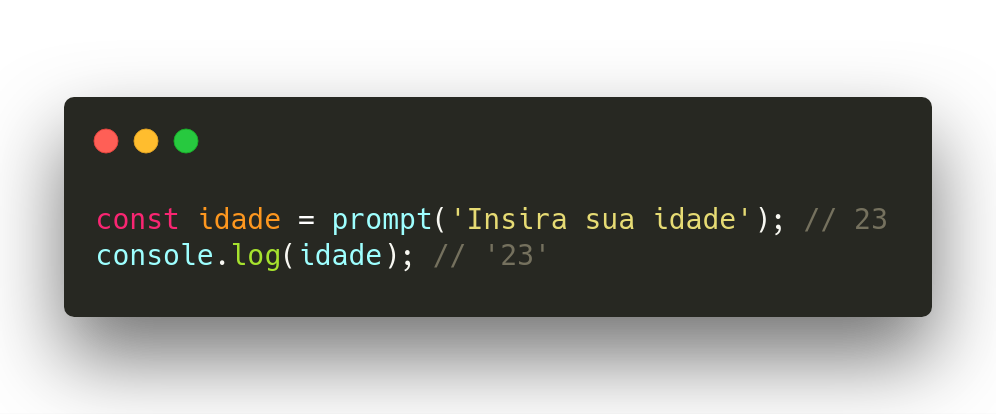 const idade = prompt('Insira sua idade'); // 23
console.log(idade); // '23'